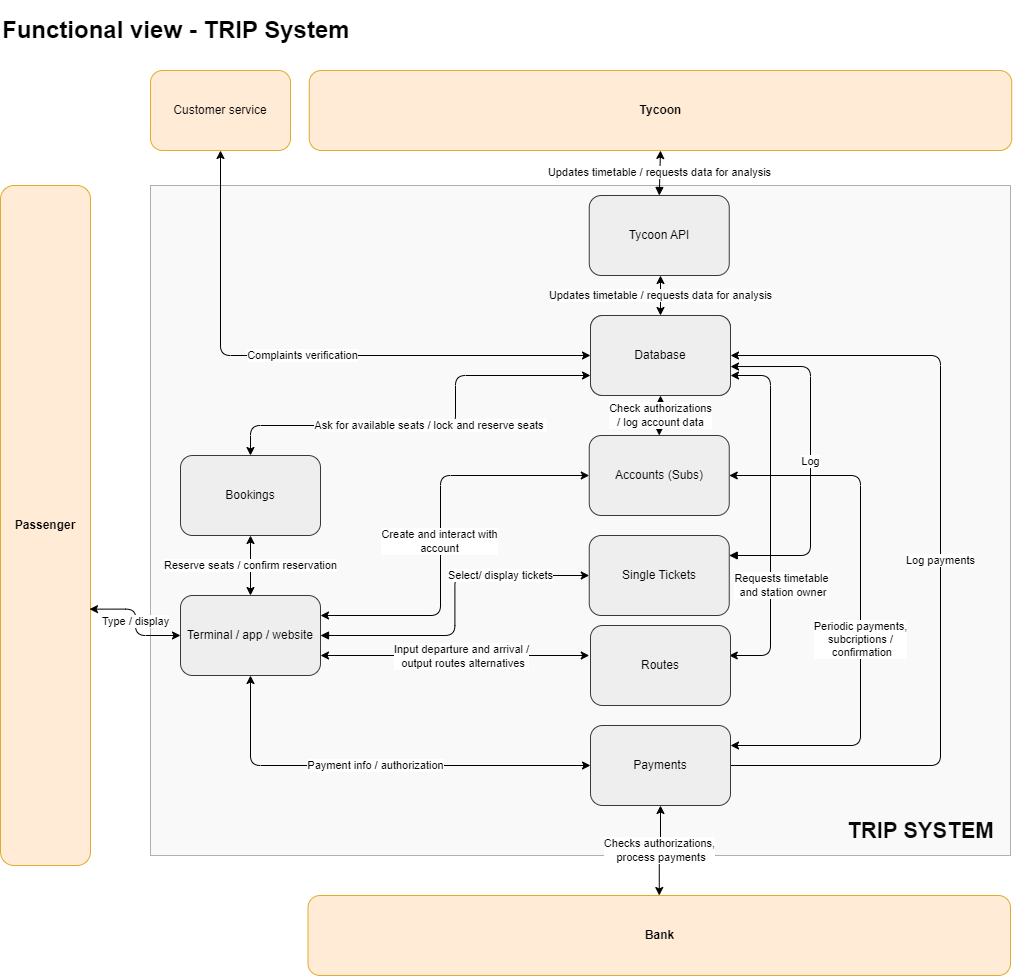 Functional view - TRIP System
Customer service
Tycoon
Updates timetable / requests data for analysis
Tycoon API
Updates timetable / requests data for analysis
Database
Complaints verification
Check authorizations
/ log account data
Ask for available seats / lock and reserve seats
Accounts (Subs)
Log
Bookings
Passenger
Create and interact with
account
Reserve seats / confirm reservation
Select/ display tickets
Single Tickets
Requests timetable
and station owner
Log payments
Type / display
Terminal / app / website
Periodic payments,
subcriptions /
confirmation
Input departure and arrival /
output routes alternatives
Routes
Payment info / authorization
Payments
TRIP SYSTEM
Checks authorizations,
process payments
Bank